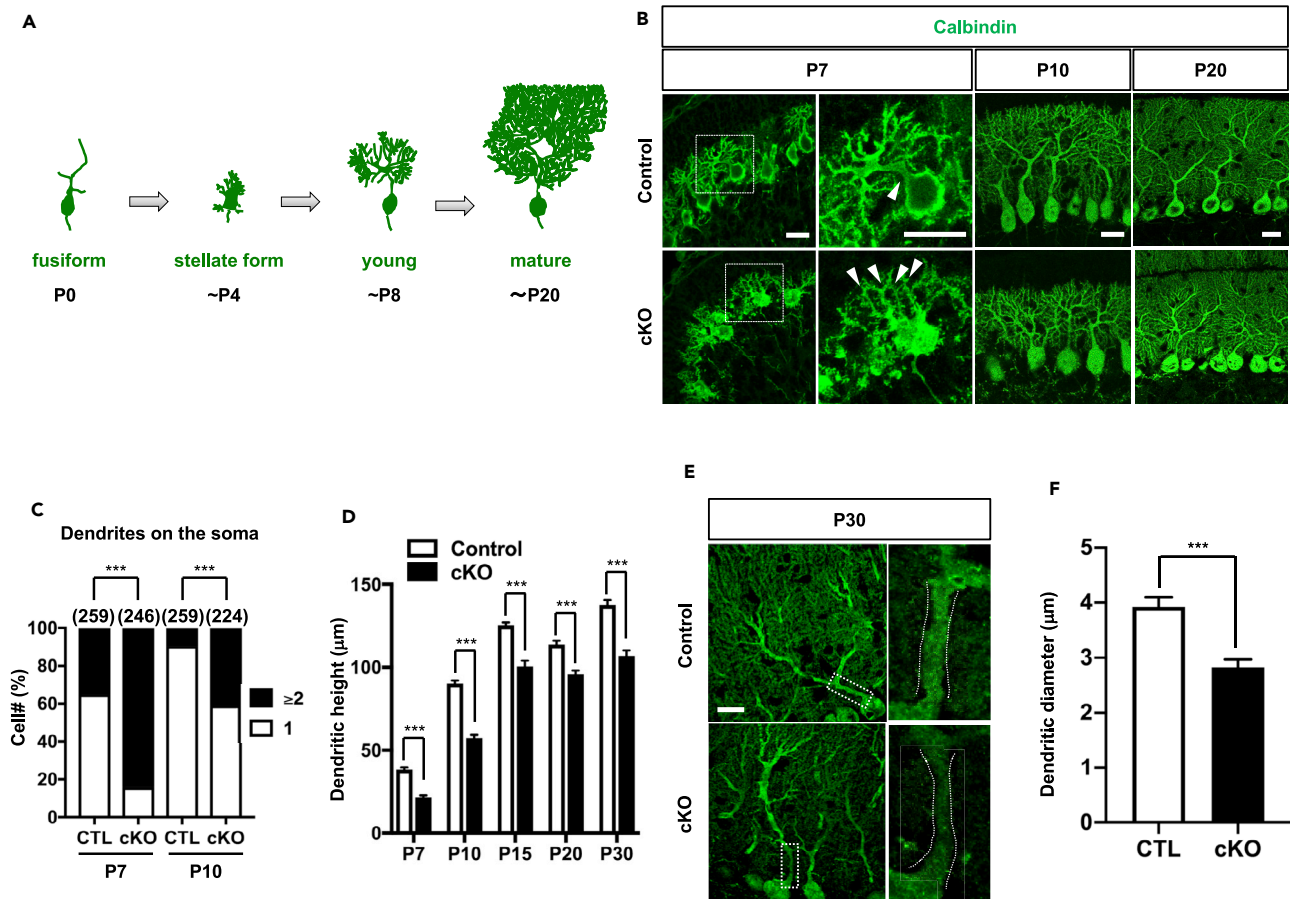 A
fusiform
stellate form
young
mature
P0
~P4
~P8
~P20
B
Calbindin
P7
P10
P20
Control
cKO
C
Dendrites on the soma
***
***
(259)
(246)
(259)
(224)
Cell# (%)
100
80
60
40
20
0
≥2
1
CTL
cKO
CTL
cKO
P7
P10
D
Control
cKO
Dendritic height (μm)
150
100
50
0
***
***
***
***
***
P7
P10
P15
P20
P30
E
P30
Control
cKO
F
Dendritic diameter (μm)
5
4
3
2
1
0
***
CTL
cKO